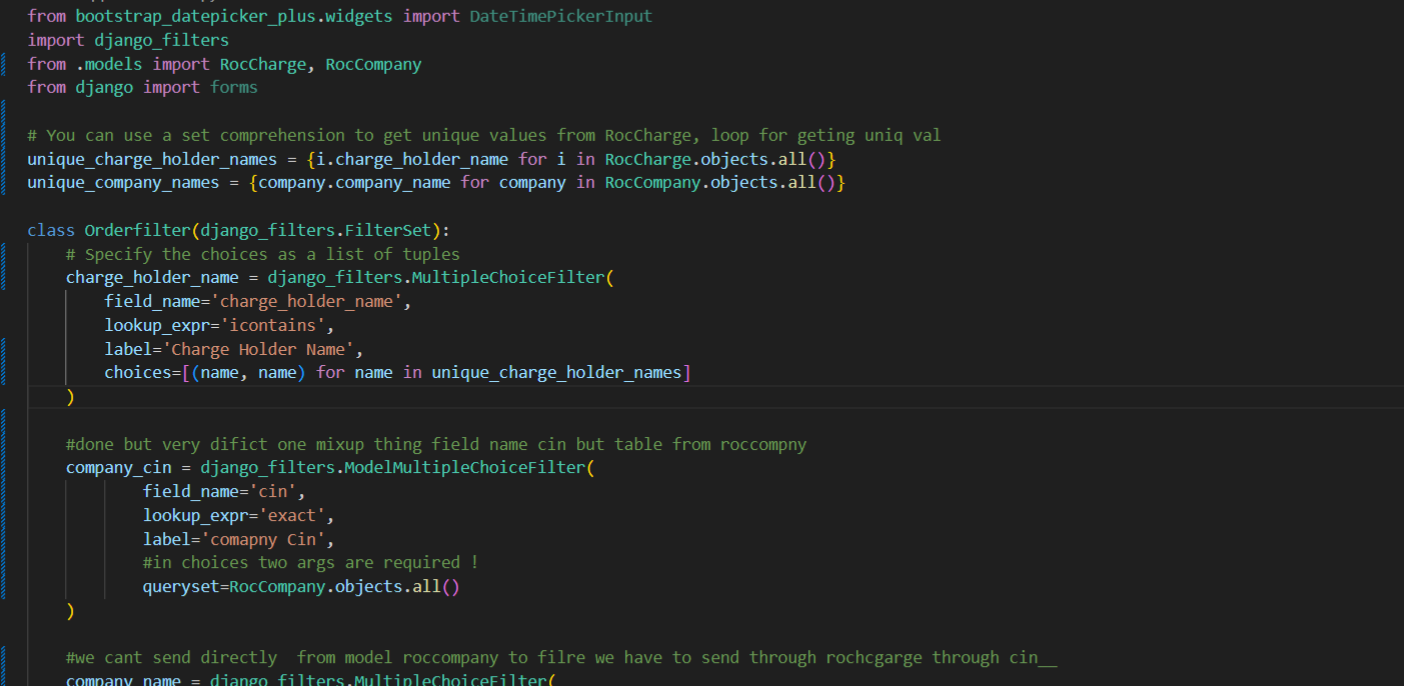 from bootstrap_datepicker_plus.widgets import DateTimePickerInput
import django_filters
from .models import RocCharge, RocCompany
from django import forms
# You can use a set comprehension to get unique values from RocCharge, loop for geting uniq val
unique_charge_holder_names = {i.charge_holder_name for i in RocCharge.objects.all()}
unique_company_names = {company.company_name for company in RocCompany.objects.all()}
class Orderfilter(django_filters.FilterSet):
    # Specify the choices as a list of tuples
    charge_holder_name = django_filters.MultipleChoiceFilter(
        field_name='charge_holder_name',
        lookup_expr='icontains',
        label='Charge Holder Name',
        choices=[(name, name) for name in unique_charge_holder_names]
    )
    #done but very difict one mixup thing field name cin but table from roccompny
    company_cin = django_filters.ModelMultipleChoiceFilter(
            field_name='cin',
            lookup_expr='exact',
            label='comapny Cin',
            #in choices two args are required !
            queryset=RocCompany.objects.all()
    )
    #we cant send directly  from model roccompany to filre we have to send through rochcgarge through cin__
    company_name = django_filters.MultipleChoiceFilter(